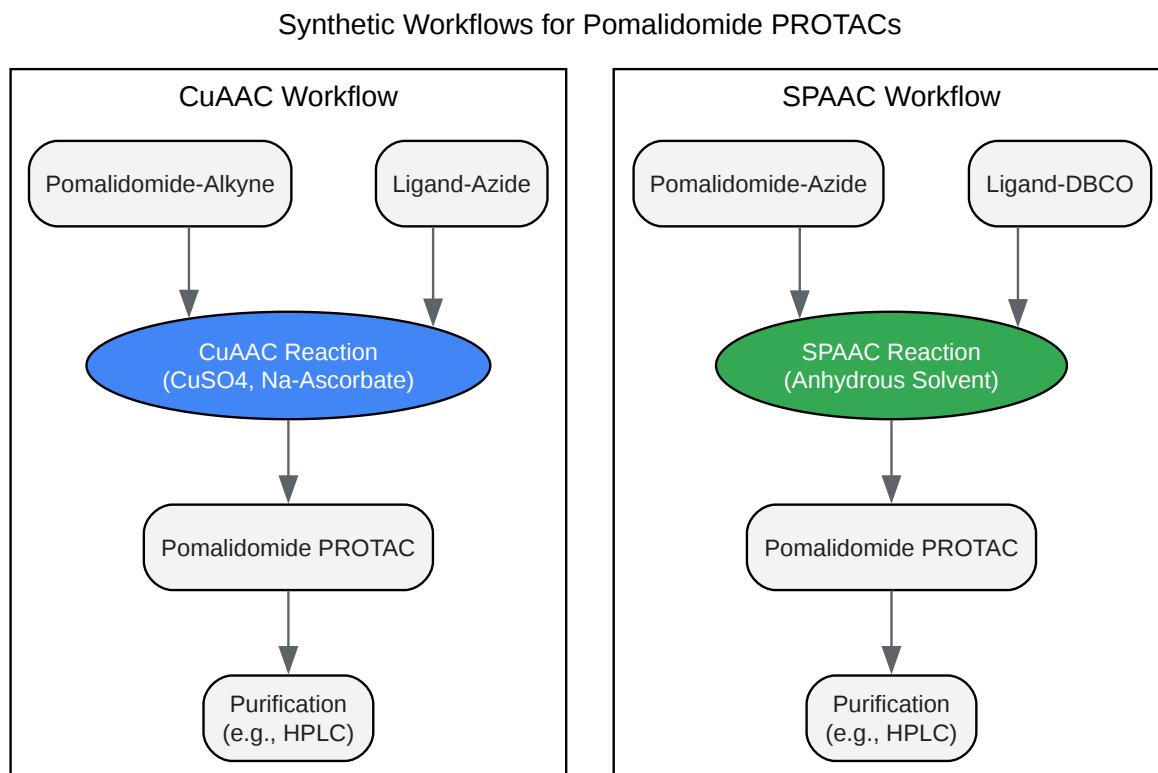 Synthetic Workflows for Pomalidomide PROTACs
CuAAC Workflow
Pomalidomide-Alkyne
Ligand-Azide
CuAAC Reaction
(CuSO4, Na-Ascorbate)
Pomalidomide PROTAC
Purification
(e.g., HPLC)
SPAAC Workflow
Pomalidomide-Azide
Ligand-DBCO
SPAAC Reaction
(Anhydrous Solvent)
Pomalidomide PROTAC
Purification
(e.g., HPLC)